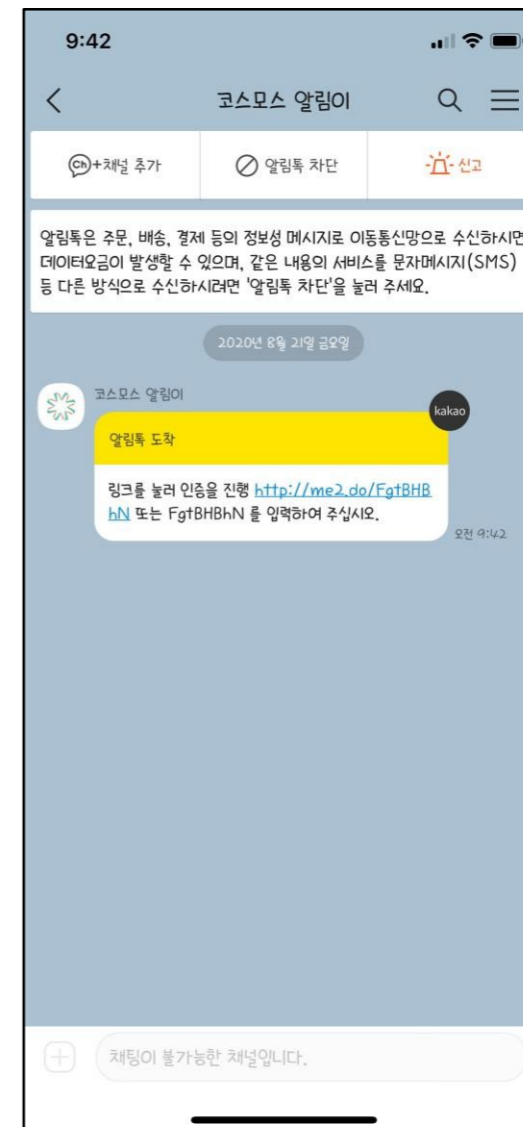 9:42
코스모스 알림이
Ch+채널 추가
알림톡 차단
신고
알림톡은 주문, 배송, 결제 등의 정보성 메시지로 이동통신망으로 수신하시면
데이터요금이 발생할 수 있으며, 같은 내용의 서비스를 문자메시지(SMS)
등 다른 방식으로 수신하시려면 '알림톡 차단'을 눌러 주세요.
2020년 8월 21일 금요일
코스모스 알림이
kakao
알림톡 도착
링크를 눌러 인증을 진행 http://me2.do/FgtBHB
hN 또는 FgtBHBhN 를 입력하여 주십시오.
오전 9:42
채팅이 불가능한 채널입니다.